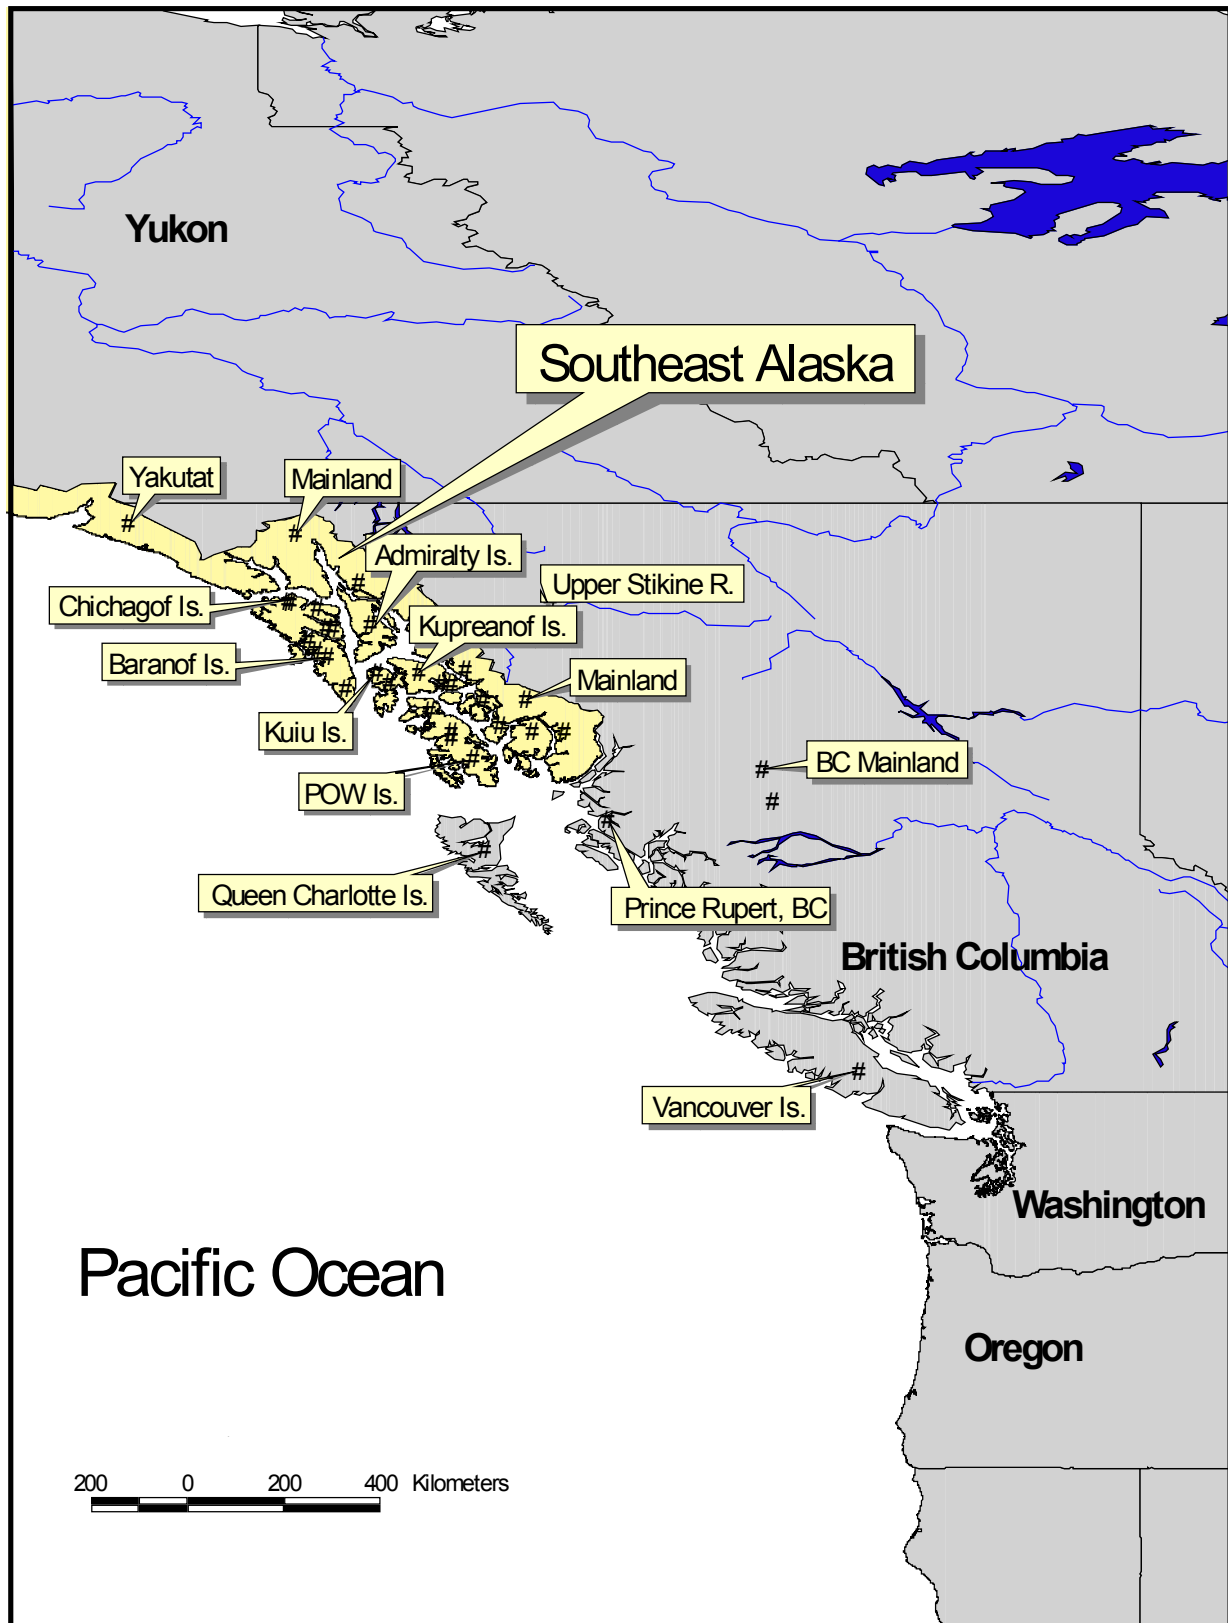 Yukon
Southeast Alaska
Yakutat
Mainland
Admiralty Is.
Upper Stikine R.
Chichagof Is.
Kupreanof Is.
Baranof Is.
Mainland
Kuiu Is.
BC Mainland
POW Is.
Queen Charlotte Is.
Prince Rupert, BC
British Columbia
Vancouver Is.
Washington
Pacific Ocean
Oregon
200 0 200 400 Kilometers